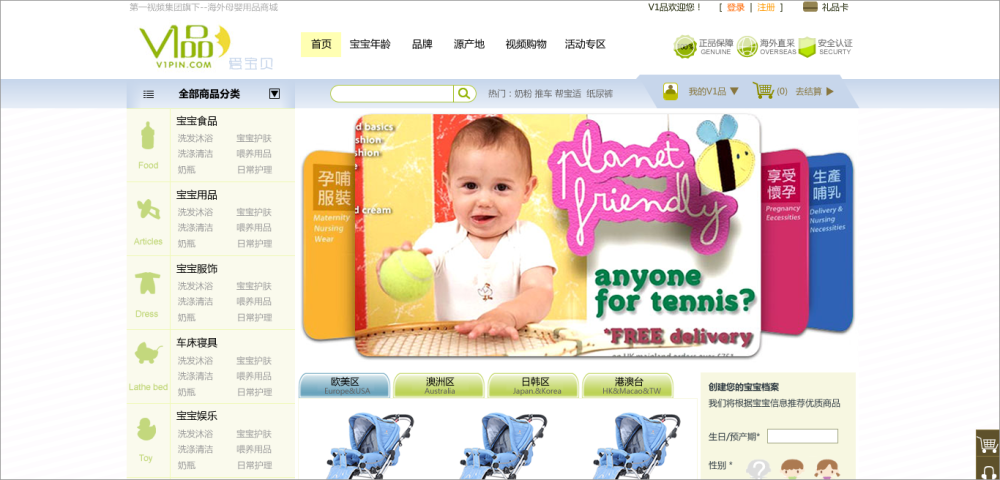 第一视频集团旗下--海外母婴用品商城
V1品欢迎您！ [ 登录 | 注册 ] 礼品卡
V1品
V1PIN.COM
爱宝贝
首页 宝宝年龄 品牌 源产地 视频购物 活动专区
正品保障 海外直采 安全认证
GENUINE OVERSEAS SECURTY
全部商品分类
热门：奶粉 推车 帮宝适 纸尿裤
我的V1品 (0) 去结算
宝宝食品
洗发沐浴 宝宝护肤
洗涤清洁 喂养用品
奶瓶 日常护理
Food
宝宝用品
洗发沐浴 宝宝护肤
洗涤清洁 喂养用品
奶瓶 日常护理
Articles
宝宝服饰
洗发沐浴 宝宝护肤
洗涤清洁 喂养用品
奶瓶 日常护理
Dress
车床寝具
洗发沐浴 宝宝护肤
洗涤清洁 喂养用品
奶瓶 日常护理
Lathe bed
宝宝娱乐
洗发沐浴 宝宝护肤
洗涤清洁 喂养用品
奶瓶 日常护理
Toy
孕哺
服裝
Maternity
Nursing
Wear
d basics
shion
d cream
planet
friendly
anyone
for tennis?
*FREE delivery
享受
懷孕
Pregnancy
Ecessities
生產
哺乳
Delivery &
Nursing
Necessities
欧美区 澳洲区 日韩区 港澳台
Europe&USA Australia Japan.&Korea HK&Macao&TW
创建您的宝宝档案
我们将根据宝宝信息推荐优质商品
生日/预产期*
性别 *